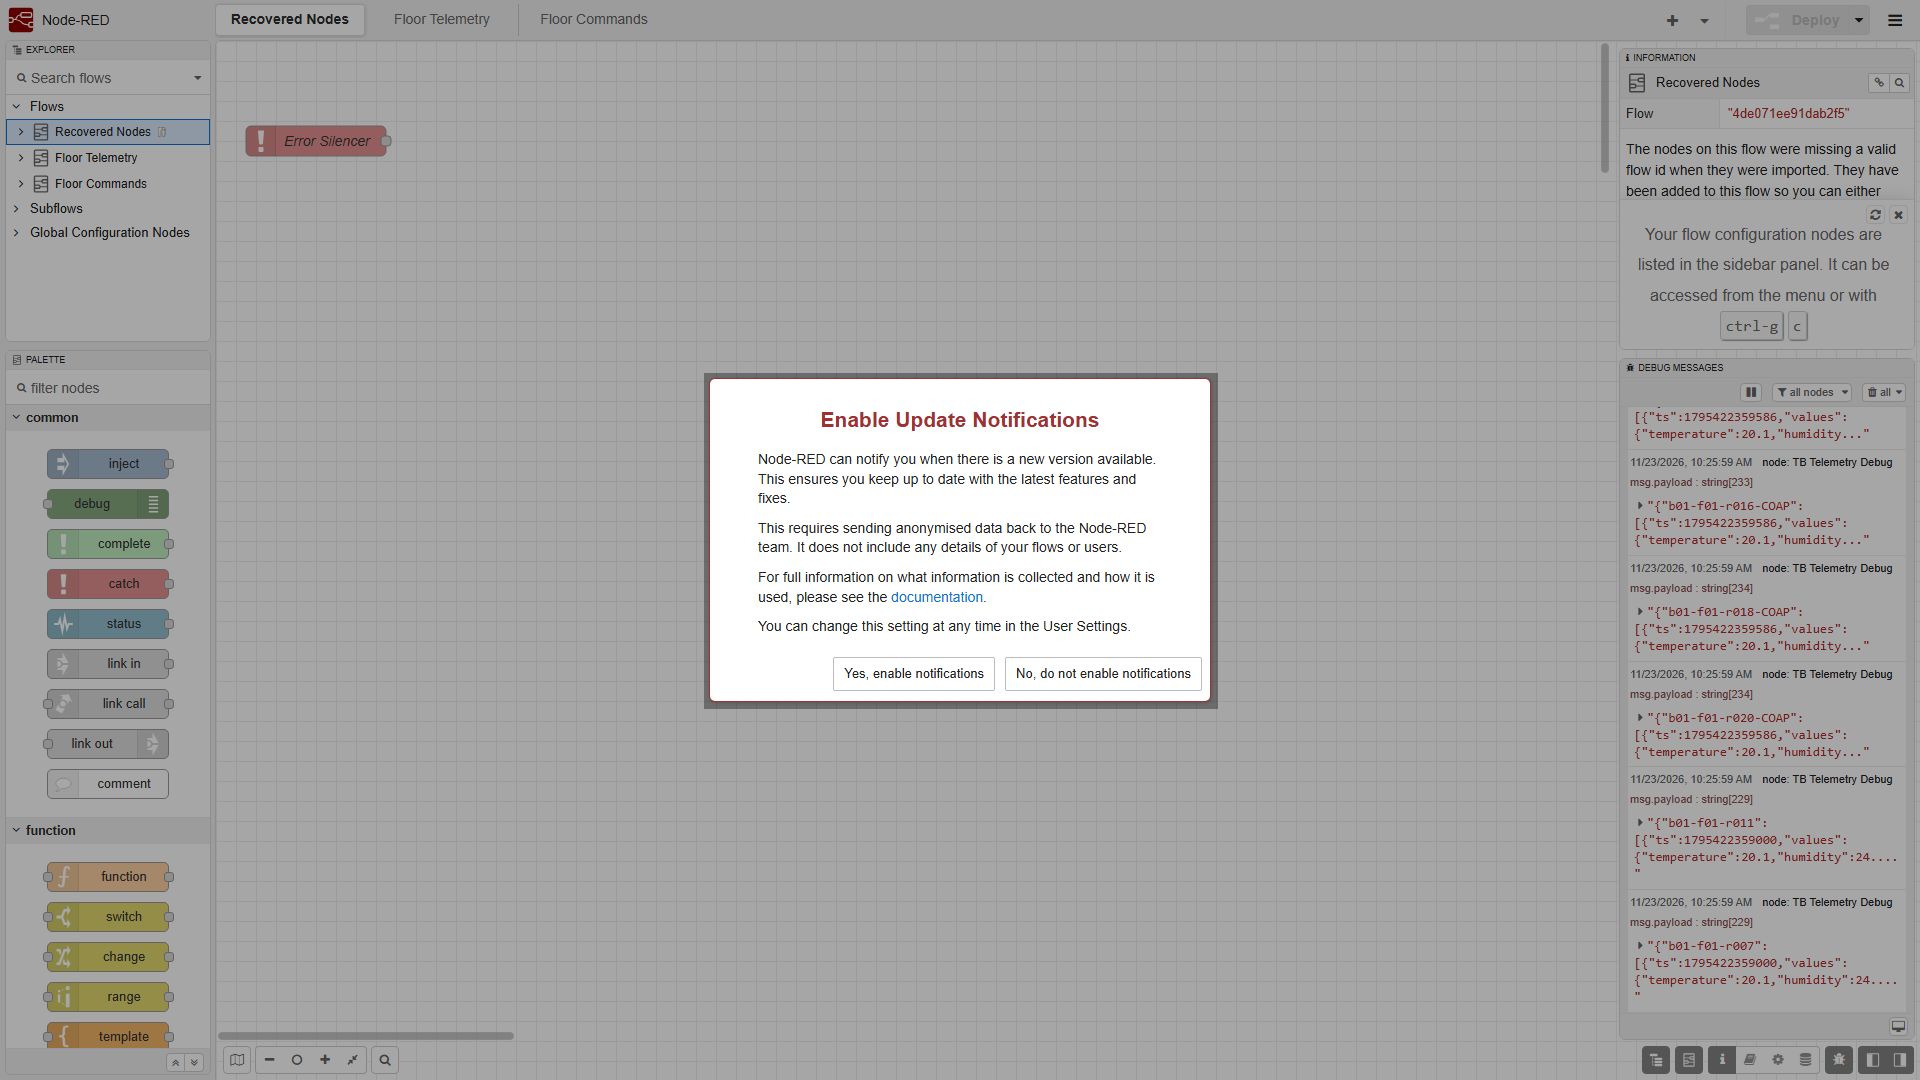 Node-RED
Recovered Nodes
Floor Telemetry
Floor Commands
Deploy
EXPLORER
Search flows
Flows
Recovered Nodes
Floor Telemetry
Floor Commands
Subflows
Global Configuration Nodes
PALETTE
filter nodes
common
inject
debug
complete
catch
status
link in
link call
link out
comment
function
function
switch
change
range
template
Error Silencer
Enable Update Notifications
Node-RED can notify you when there is a new version available.
This ensures you keep up to date with the latest features and
fixes.
This requires sending anonymised data back to the Node-RED
team. It does not include any details of your flows or users.
For full information on what information is collected and how it is
used, please see the documentation.
You can change this setting at any time in the User Settings.
Yes, enable notifications
No, do not enable notifications
INFORMATION
Recovered Nodes
Flow "4de071ee91dab2f5"
The nodes on this flow were missing a valid
flow id when they were imported. They have
been added to this flow so you can either
Your flow configuration nodes are
listed in the sidebar panel. It can be
accessed from the menu or with
ctrl-g c
DEBUG MESSAGES
all nodes
all
[{"ts":1795422359586,"values":
{"temperature":20.1,"humidity..."
11/23/2026, 10:25:59 AM node: TB Telemetry Debug
msg.payload : string[233]
"{"b01-f01-r016-COAP":
[{"ts":1795422359586,"values":
{"temperature":20.1,"humidity..."
11/23/2026, 10:25:59 AM node: TB Telemetry Debug
msg.payload : string[234]
"{"b01-f01-r018-COAP":
[{"ts":1795422359586,"values":
{"temperature":20.1,"humidity..."
11/23/2026, 10:25:59 AM node: TB Telemetry Debug
msg.payload : string[234]
"{"b01-f01-r020-COAP":
[{"ts":1795422359586,"values":
{"temperature":20.1,"humidity..."
11/23/2026, 10:25:59 AM node: TB Telemetry Debug
msg.payload : string[229]
"{"b01-f01-r011":
[{"ts":1795422359000,"values":
{"temperature":20.1,"humidity":24....
"
11/23/2026, 10:25:59 AM node: TB Telemetry Debug
msg.payload : string[229]
"{"b01-f01-r007":
[{"ts":1795422359000,"values":
{"temperature":20.1,"humidity":24....
"